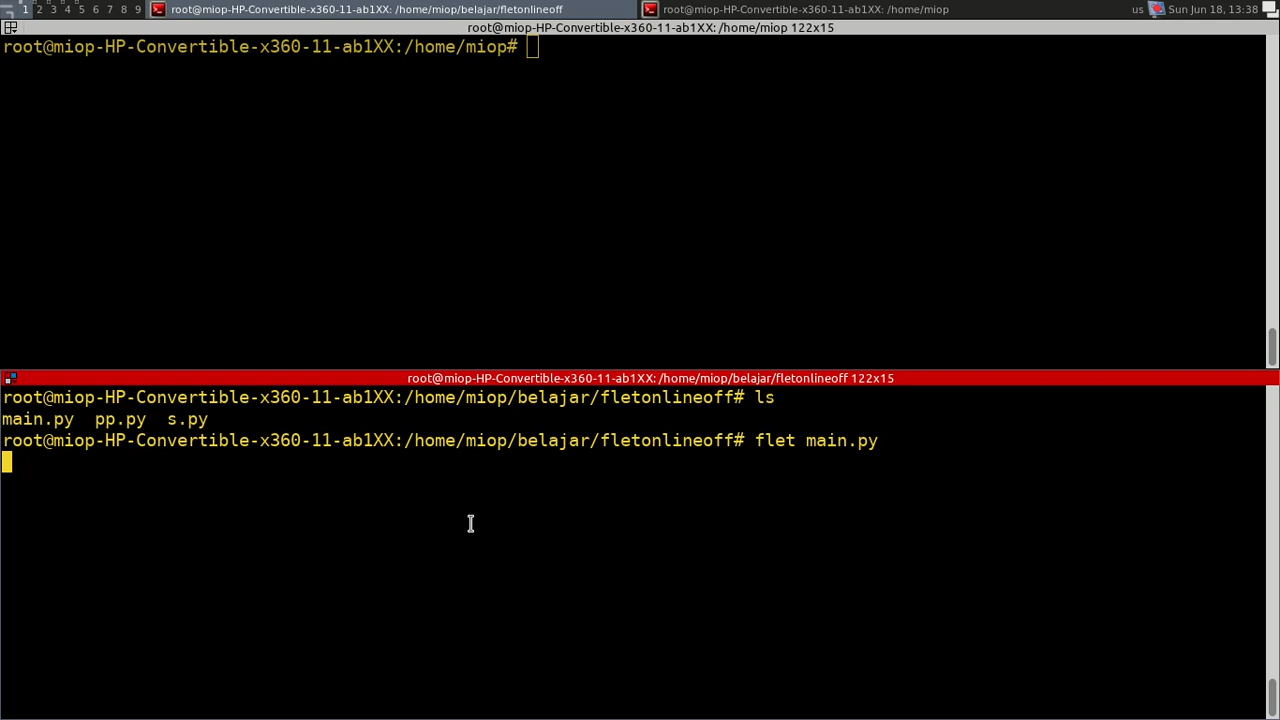 1 2 3 4 5 6 7 8 9 root@miop-HP-Convertible-x360-11-ab1XX: /home/miop/belajar/fletonlineoff root@miop-HP-Convertible-x360-11-ab1XX: /home/miop us Sun Jun 18, 13:38
root@miop-HP-Convertible-x360-11-ab1XX: /home/miop 122x15
root@miop-HP-Convertible-x360-11-ab1XX:/home/miop#
root@miop-HP-Convertible-x360-11-ab1XX: /home/miop/belajar/fletonlineoff 122x15
root@miop-HP-Convertible-x360-11-ab1XX:/home/miop/belajar/fletonlineoff# ls
main.py  pp.py  s.py
root@miop-HP-Convertible-x360-11-ab1XX:/home/miop/belajar/fletonlineoff# flet main.py